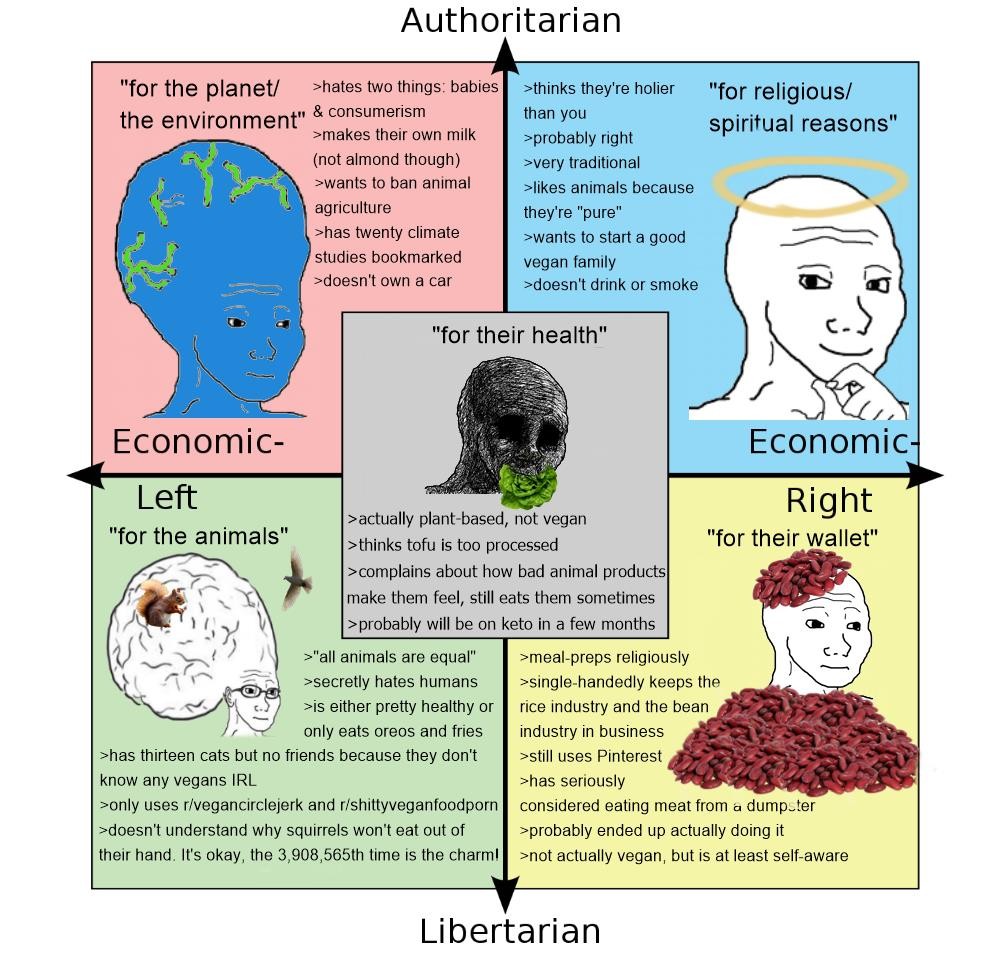 Authoritarian
"for the planet/
the environment"
>hates two things: babies
& consumerism
>makes their own milk
(not almond though)
>wants to ban animal
agriculture
>has twenty climate
studies bookmarked
>doesn't own a car
>thinks they're holier
than you
>probably right
>very traditional
>likes animals because
they're "pure"
>wants to start a good
vegan family
>doesn't drink or smoke
"for religious/
spiritual reasons"
"for their health"
>actually plant-based, not vegan
>thinks tofu is too processed
>complains about how bad animal products
make them feel, still eats them sometimes
>probably will be on keto in a few months
Economic-
Left
Economic-
Right
"for the animals"
>"all animals are equal"
>secretly hates humans
>is either pretty healthy or
only eats oreos and fries
>has thirteen cats but no friends because they don't
know any vegans IRL
>only uses r/vegancirclejerk and r/shittyveganfoodporn
>doesn't understand why squirrels won't eat out of
their hand. It's okay, the 3,908,565th time is the charm!
"for their wallet"
>meal-preps religiously
>single-handedly keeps the
rice industry and the bean
industry in business
>still uses Pinterest
>has seriously
considered eating meat from a dumpster
>probably ended up actually doing it
>not actually vegan, but is at least self-aware
Libertarian